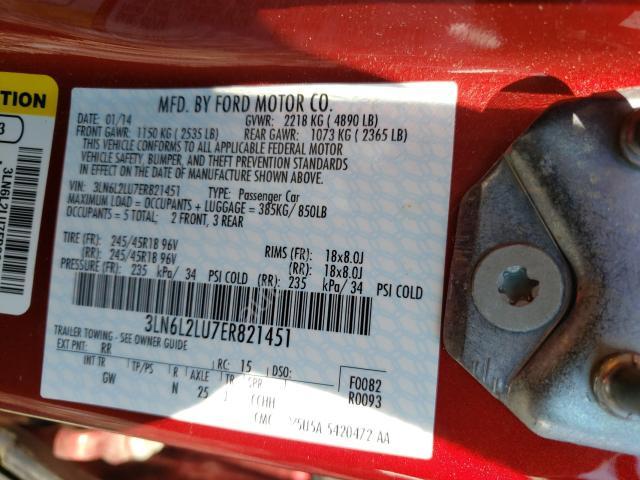 MFD. BY FORD MOTOR CO.
DATE: 01/14 GVWR: 2218 KG ( 4890 LB)
FRONT GAWR: 1150 KG ( 2535 LB) REAR GAWR: 1073 KG ( 2365 LB)
THIS VEHICLE CONFORMS TO ALL APPLICABLE FEDERAL MOTOR
VEHICLE SAFETY, BUMPER, AND THEFT PREVENTION STANDARDS
IN EFFECT ON THE DATE OF MANUFACTURE
SHOWN ABOVE.
VIN: 3LN6L2LU7ER821451 TYPE: Passenger Car
MAXIMUM LOAD = OCCUPANTS + LUGGAGE = 385KG/ 850LB
OCCUPANTS = 5 TOTAL 2 FRONT, 3 REAR
TIRE (FR): 245/45R18 96V RIMS (FR): 18x8.0J
(RR): 245/45R18 96V (RR): 18x8.0J
PRESSURE (FR): 235 kPa/ 34 PSI COLD (RR): 235 kPa/ 34 PSI COLD
3LN6L2LU7ER821451
TRAILER TOWING - SEE OWNER GUIDE
EXT PNT: RR RC: 15 DSO:
INT TR TP/PS R AXLE TR SPR F0082
GW N 25 CCHH R0093
CMC 5420472 AA